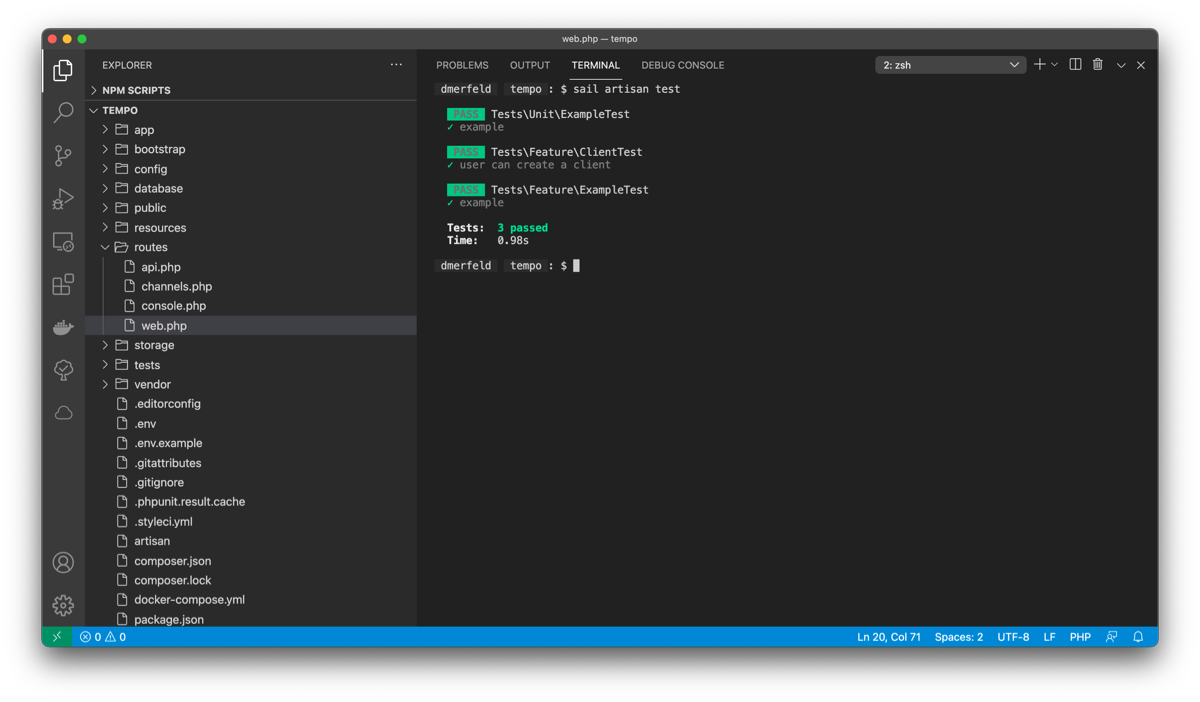 web.php — tempo
EXPLORER
NPM SCRIPTS
TEMPO
app
bootstrap
config
database
public
resources
routes
api.php
channels.php
console.php
web.php
storage
tests
vendor
.editorconfig
.env
.env.example
.gitattributes
.gitignore
.phpunit.result.cache
.styleci.yml
artisan
composer.json
composer.lock
docker-compose.yml
package.json
PROBLEMS OUTPUT TERMINAL DEBUG CONSOLE 2: zsh
dmerfeld tempo : $ sail artisan test
PASS Tests\Unit\ExampleTest
✓ example
PASS Tests\Feature\ClientTest
✓ user can create a client
PASS Tests\Feature\ExampleTest
✓ example
Tests: 3 passed
Time: 0.98s
dmerfeld tempo : $
0 0 Ln 20, Col 71 Spaces: 2 UTF-8 LF PHP